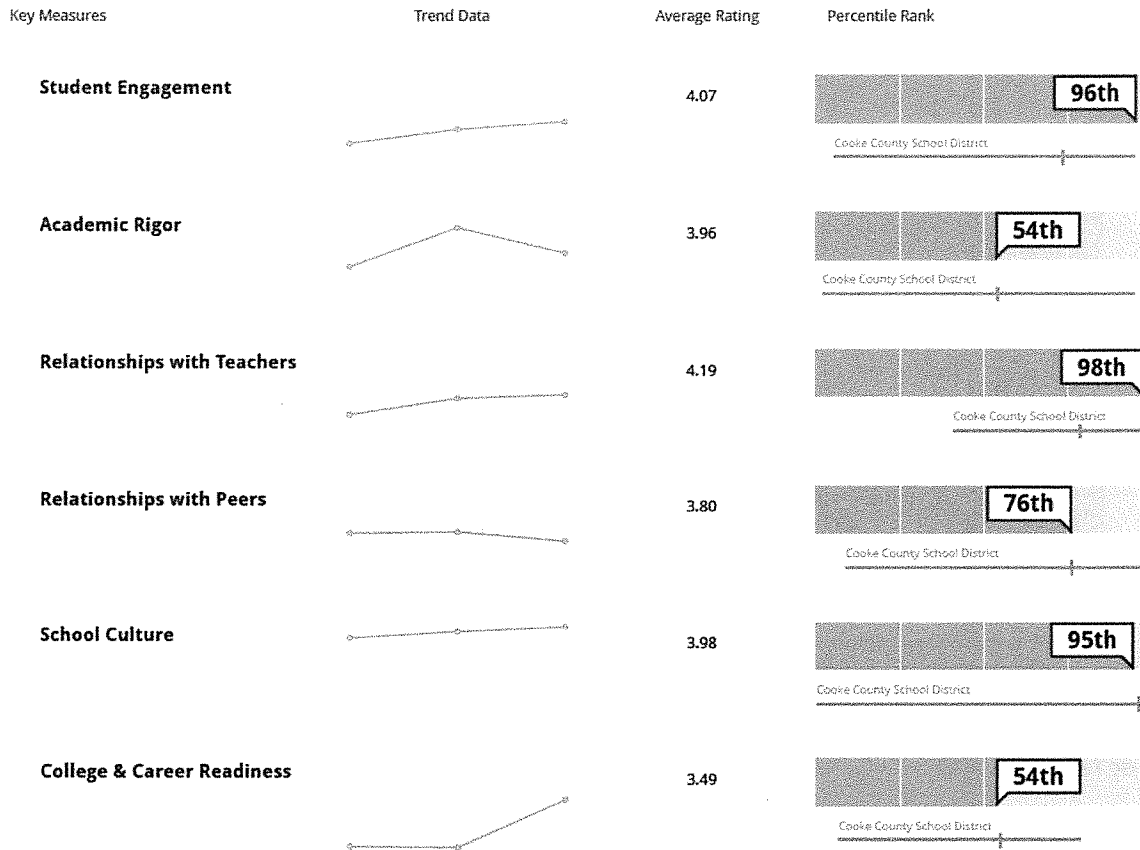 Key Measures Trend Data Average Rating Percentile Rank
Student Engagement 4.07 96th
Cooke County School District
Academic Rigor 3.96 54th
Cooke County School District
Relationships with Teachers 4.19 98th
Cooke County School District
Relationships with Peers 3.80 76th
Cooke County School District
School Culture 3.98 95th
Cooke County School District
College & Career Readiness 3.49 54th
Cooke County School District